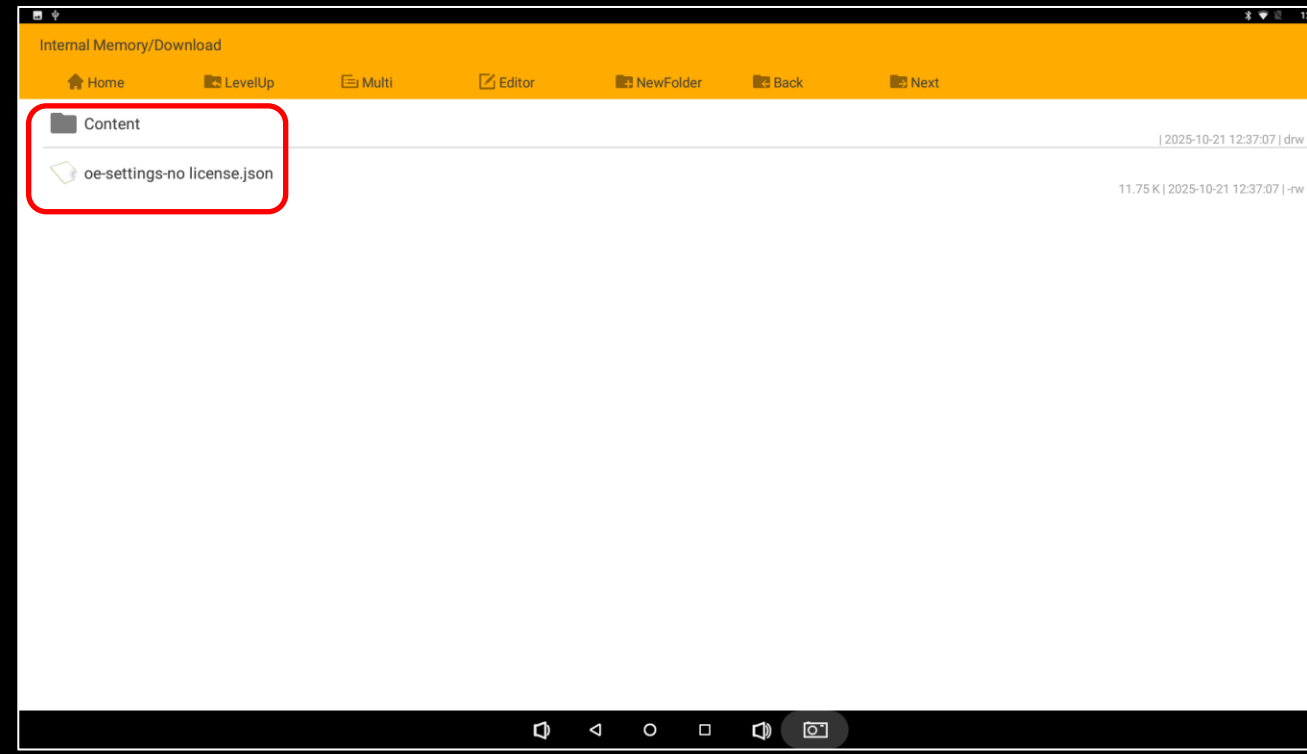 Internal Memory/Download
Home LevelUp Multi Editor NewFolder Back Next
Content
| 2025-10-21 12:37:07 | drw
oe-settings-no license.json
11.75 K | 2025-10-21 12:37:07 | -rw